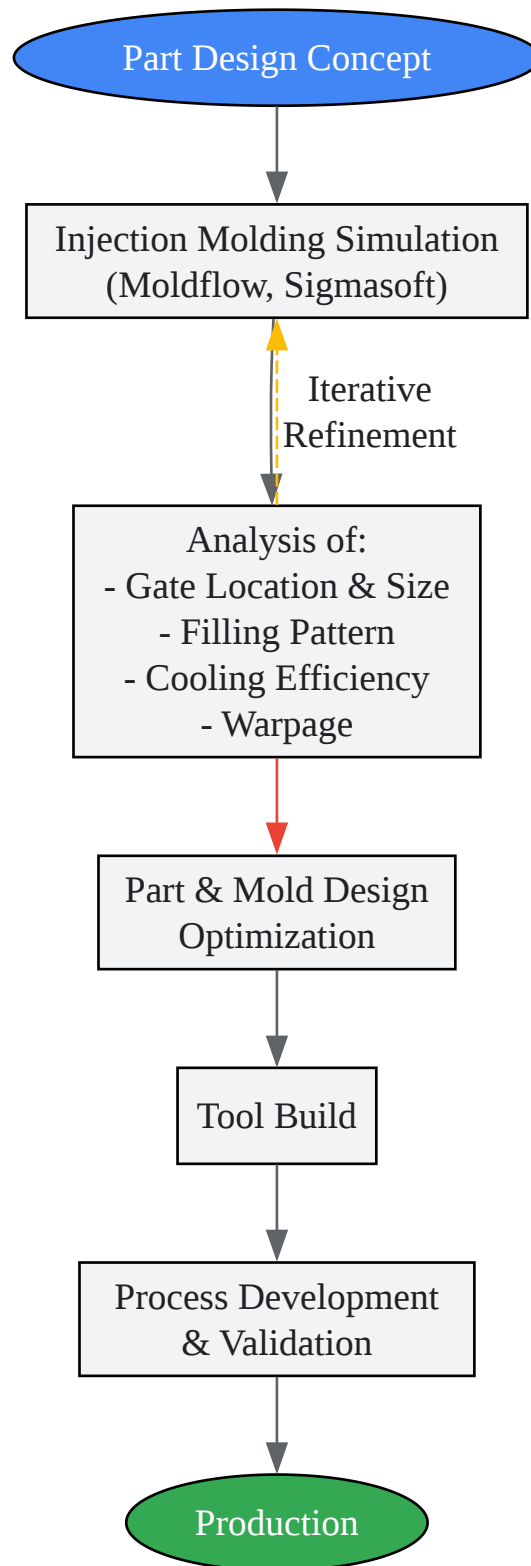 Part Design Concept
Injection Molding Simulation
(Moldflow, Sigmasoft)
Iterative
Refinement
Analysis of:
- Gate Location & Size
- Filling Pattern
- Cooling Efficiency
- Warpage
Part & Mold Design
Optimization
Tool Build
Process Development
& Validation
Production